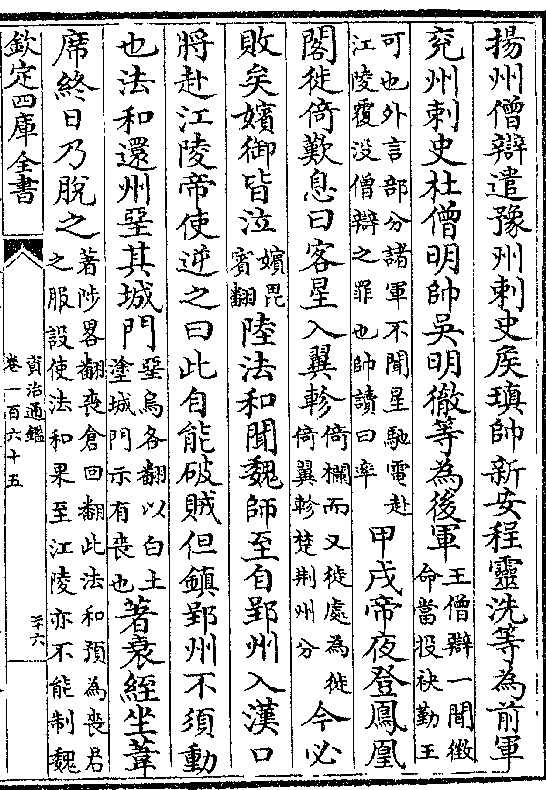 揚州僧辯遣豫州刺史矦瑱帥新安程靈洗等為前軍
兖州刺史杜僧明帥吳明徹等為後軍王僧辯一聞徴
命當投袂勤王
可也外言部分諸軍不聞星馳電赴
江陵覆沒僧辯之罪也帥讀曰率甲戌帝夜登鳳凰
閣徙倚歎息曰客星入翼軫倚欄而又徙處為徙
倚翼軫楚荆州分今必
敗矣嬪御皆泣嬪毘
賓翻陸法和聞魏師至自郢州入漢口
將赴江陵帝使逆之曰此自能破賊但鎮郢州不須動
也法和還州堊其城門堊烏各翻以白土
塗城門示有喪也著衰絰坐葦
席終日乃脫之著陟畧翻喪倉回翻此法和預為喪君
之服設使法和果至江陵亦不能制魏
欽定四庫全書
資治通鑑
卷一百六十五
三十六